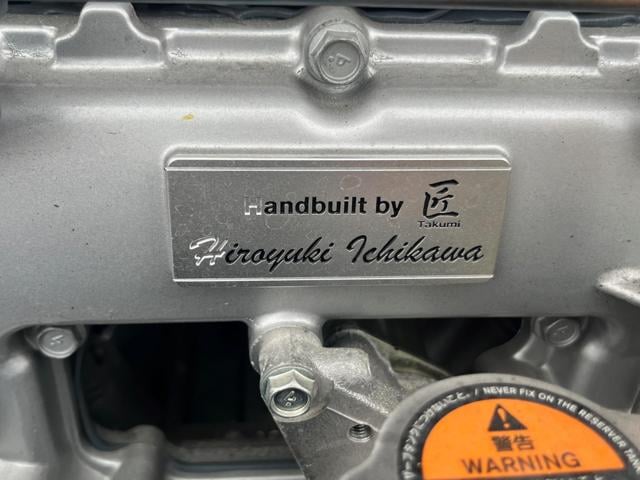 Handbuilt by 匠
Takumi
Hiroyuki Ichikawa
/ NEVER FIX ON THE RESERVER TANK
警告
WARNING